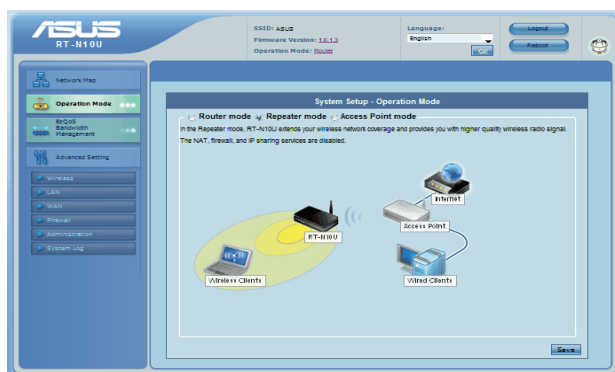 ASUS
RT-N10U
SSID: ASUS
Firmware Version: 1.0.1.3
Operation Mode: Router
Language:
English
Logout
Reboot
Network Map
Operation Mode
EzQoS
Bandwidth
Management
Advanced Setting
Wireless
LAN
WAN
Firewall
Administration
System Log
System Setup - Operation Mode
Router mode Repeater mode Access Point mode
In the Repeater mode, RT-N10U extends your wireless network coverage and provides you with higher quality wireless radio signal.
The NAT, firewall, and IP sharing services are disabled.
Internet
Access Point
RT-N10U
Wireless Clients
Wired Clients
Save